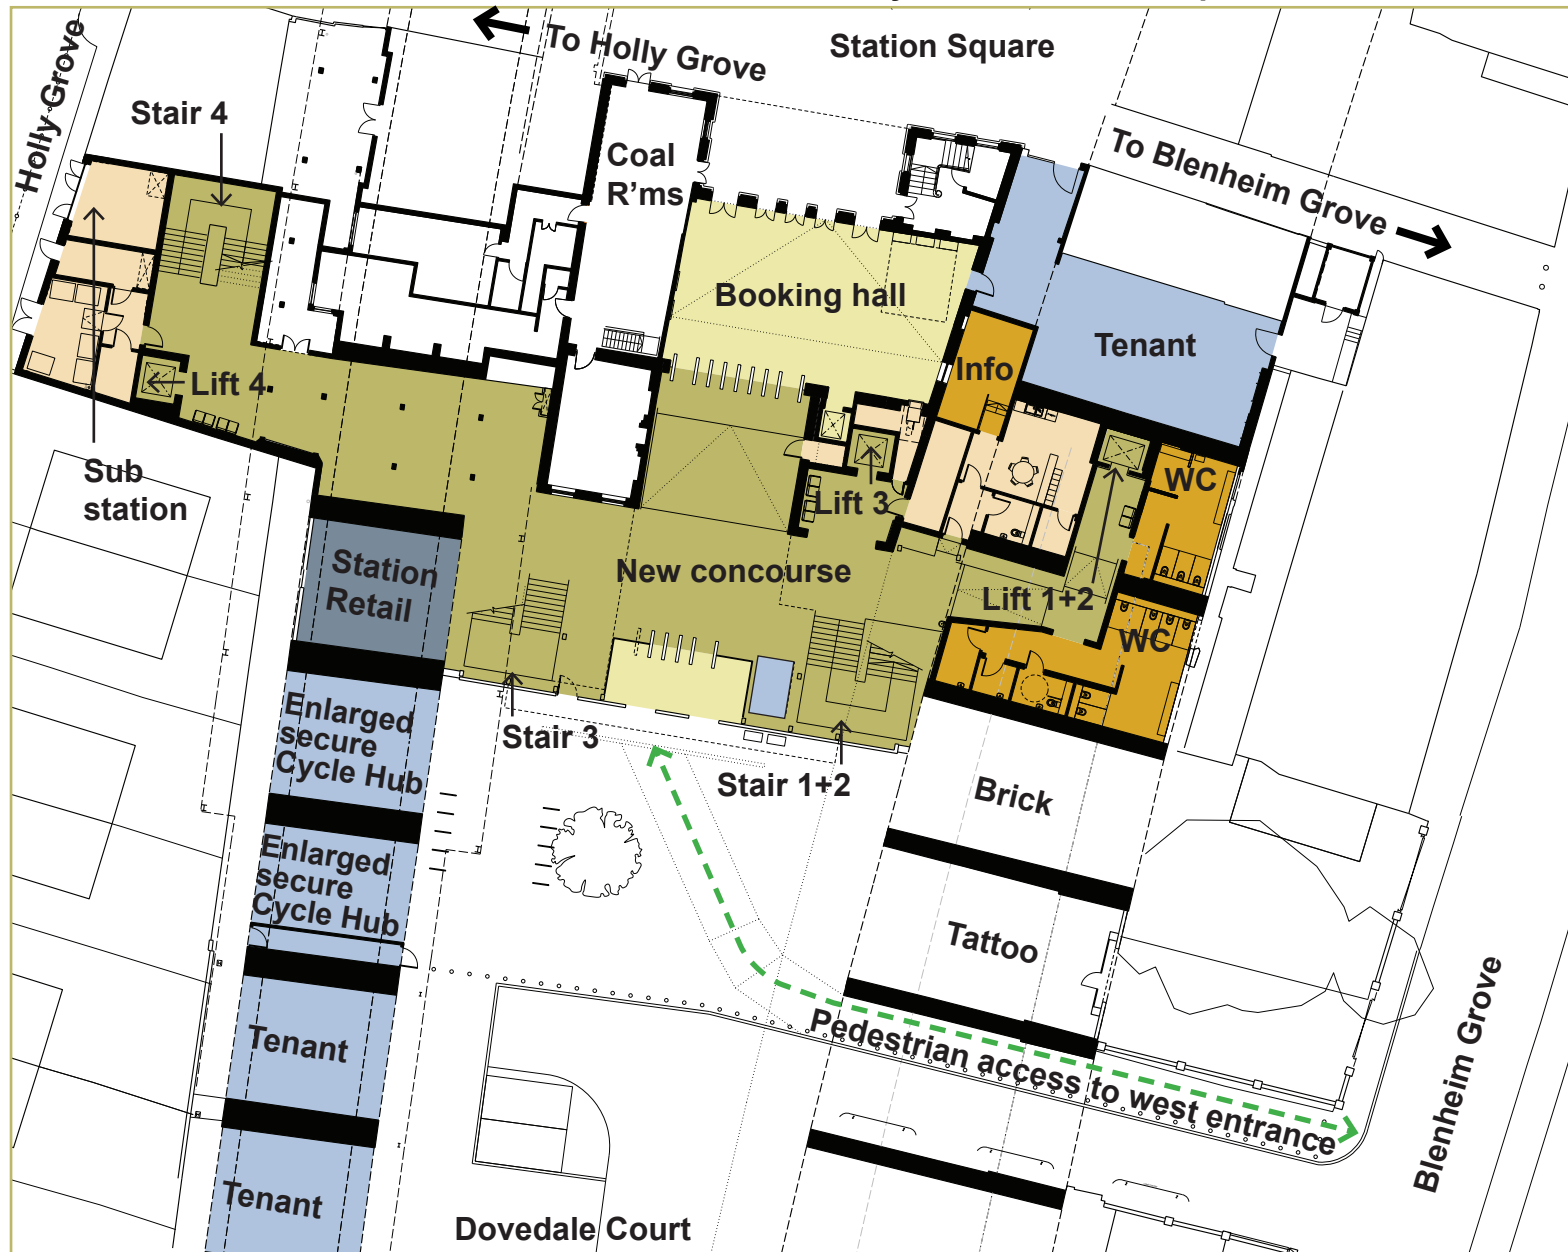 To Holly Grove
Station Square
Holly Grove
Stair 4
Coal
R'ms
To Blenheim Grove
Booking hall
Tenant
Info
Lift 4
Sub
station
WC
Lift 3
Station
Retail
New concourse
Lift 1+2
WC
Enlarged
secure
Cycle Hub
Stair 3
Stair 1+2
Brick
Enlarged
secure
Cycle Hub
Tattoo
Tenant
Pedestrian access to west entrance
Blenheim Grove
Tenant
Dovedale Court